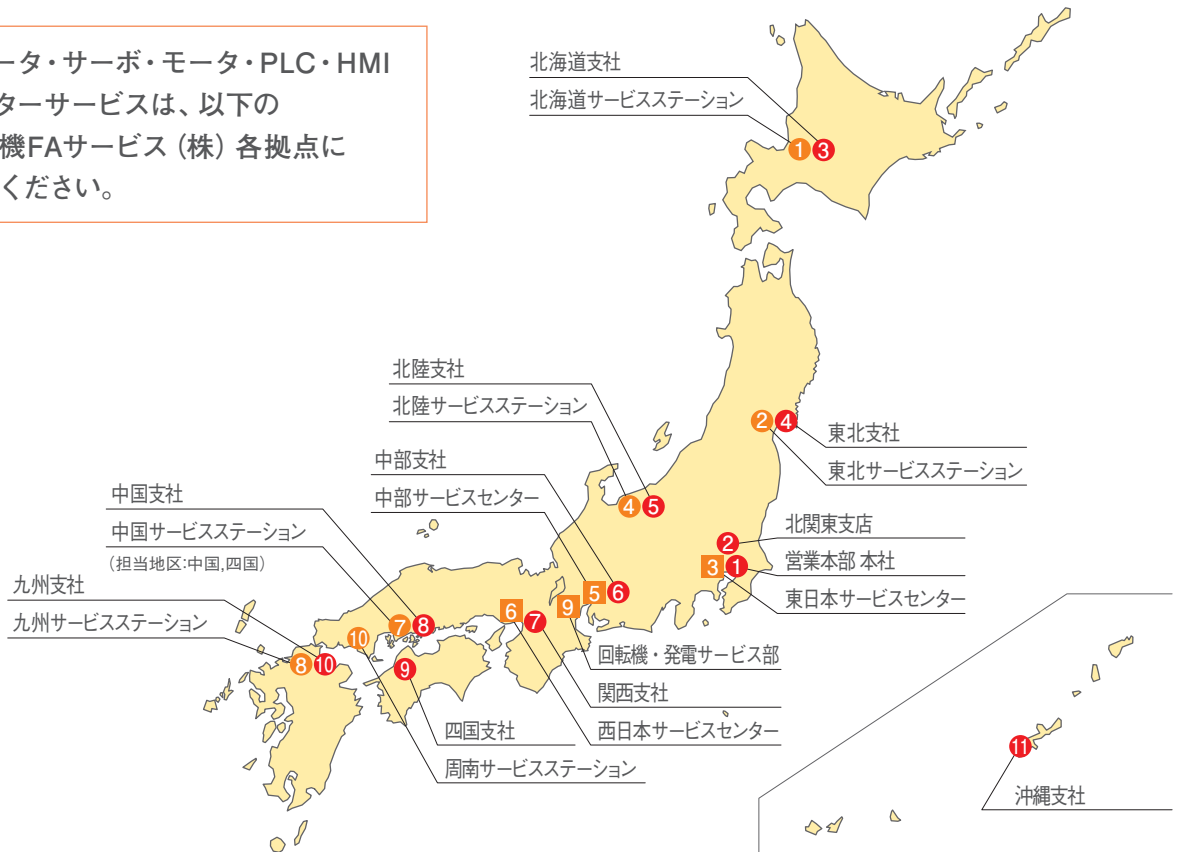 ータ・サーボ・モータ・PLC・HMI
ターサービスは、以下の
機FAサービス（株）各拠点に
ください。
北海道支社
北海道サービスステーション
1 3
北陸支社
北陸サービスステーション
2 4
東北支社
東北サービスステーション
中部支社
中部サービスセンター
4 5
中国支社
中国サービスステーション
（担当地区:中国,四国）
北関東支店
2
営業本部 本社
3 1
東日本サービスセンター
九州支社
九州サービスステーション
5 6
6 7 9
7 8
10
8 10
9
回転機・発電サービス部
関西支社
西日本サービスセンター
四国支社
周南サービスステーション
11
沖縄支社